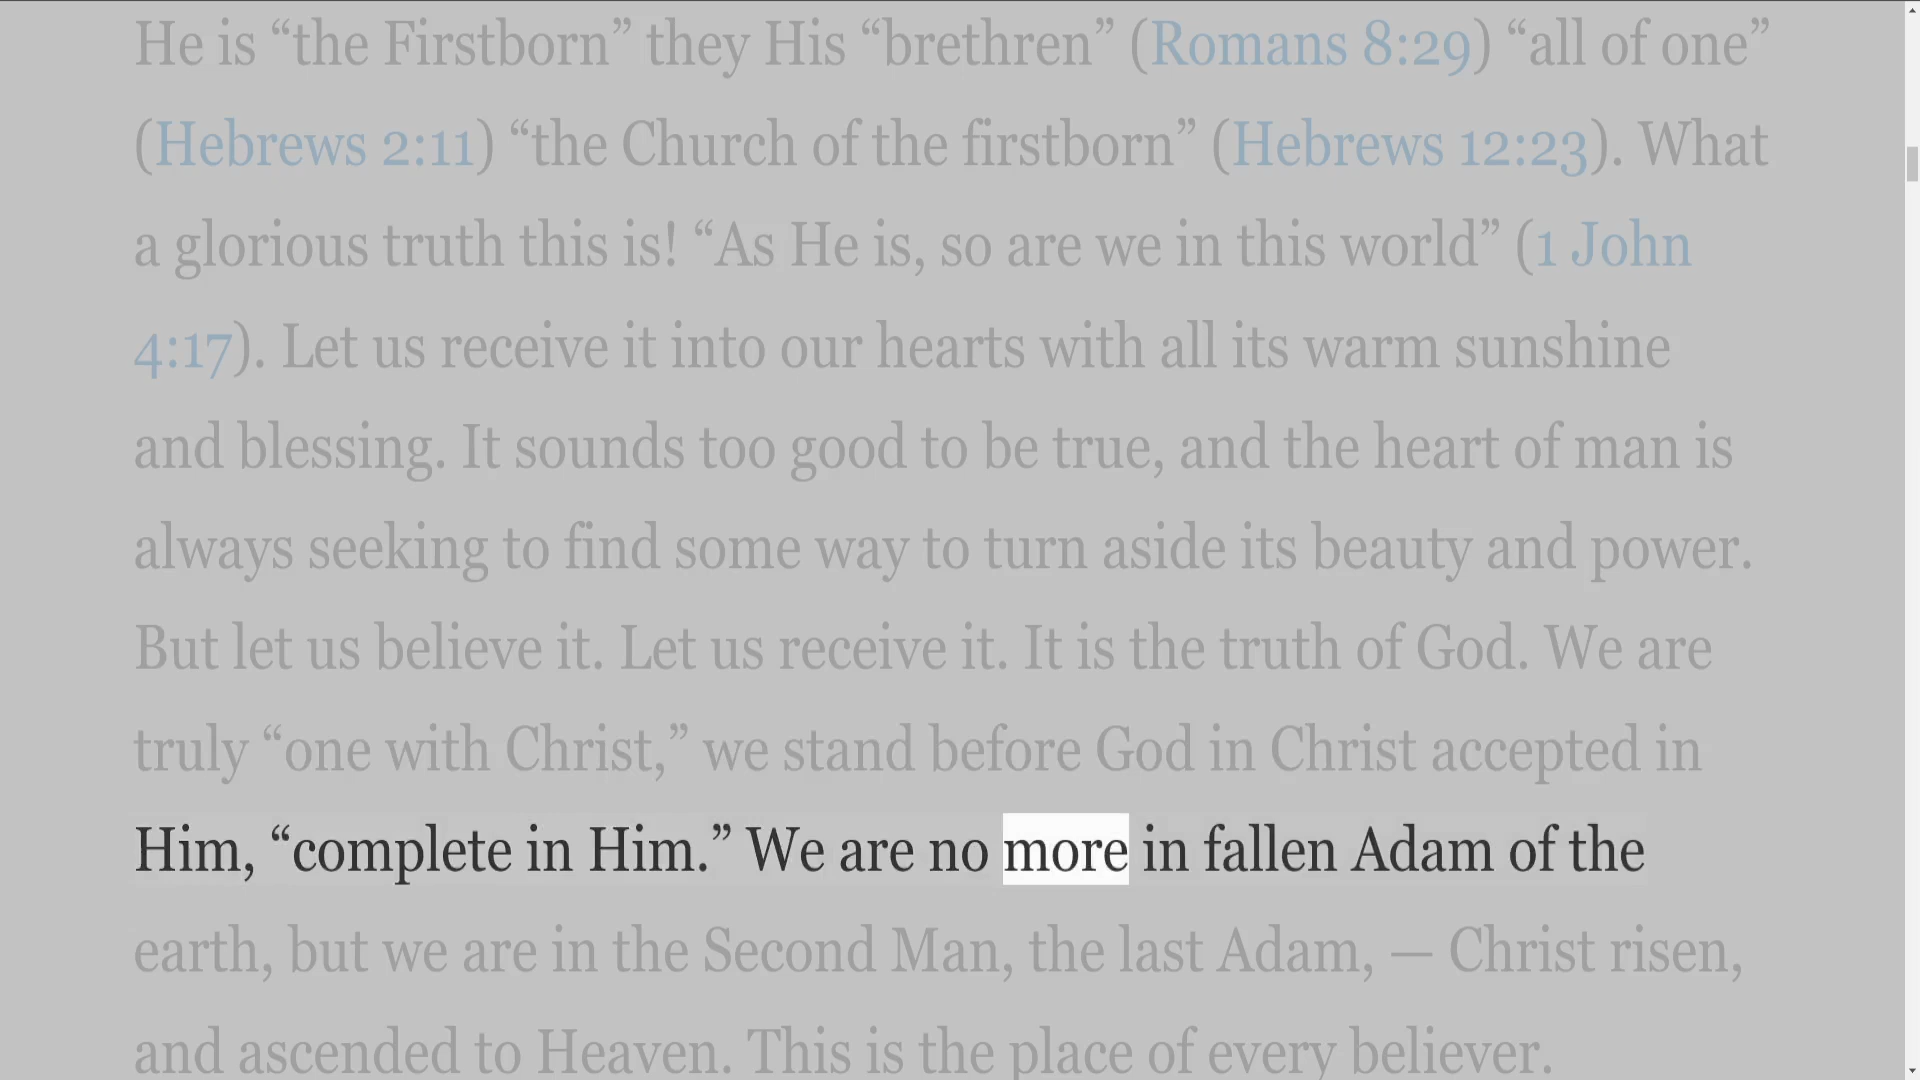 He is “the Firstborn” they His “brethren” (Romans 8:29) “all of one”
(Hebrews 2:11) “the Church of the firstborn” (Hebrews 12:23). What
a glorious truth this is! “As He is, so are we in this world” (1 John
4:17). Let us receive it into our hearts with all its warm sunshine
and blessing. It sounds too good to be true, and the heart of man is
always seeking to find some way to turn aside its beauty and power.
But let us believe it. Let us receive it. It is the truth of God. We are
truly “one with Christ,” we stand before God in Christ accepted in
Him, “complete in Him.” We are no more in fallen Adam of the
earth, but we are in the Second Man, the last Adam, — Christ risen,
and ascended to Heaven. This is the place of every believer.